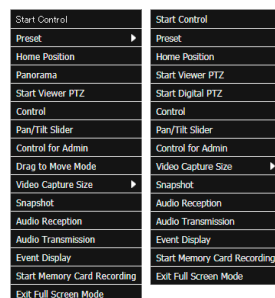 Start Control
Preset
Home Position
Panorama
Start Viewer PTZ
Control
Pan/Tilt Slider
Control for Admin
Drag to Move Mode
Video Capture Size
Snapshot
Audio Reception
Audio Transmission
Event Display
Start Memory Card Recording
Exit Full Screen Mode
Start Control
Preset
Home Position
Start Viewer PTZ
Start Digital PTZ
Control
Pan/Tilt Slider
Control for Admin
Video Capture Size
Snapshot
Audio Reception
Audio Transmission
Event Display
Start Memory Card Recording
Exit Full Screen Mode